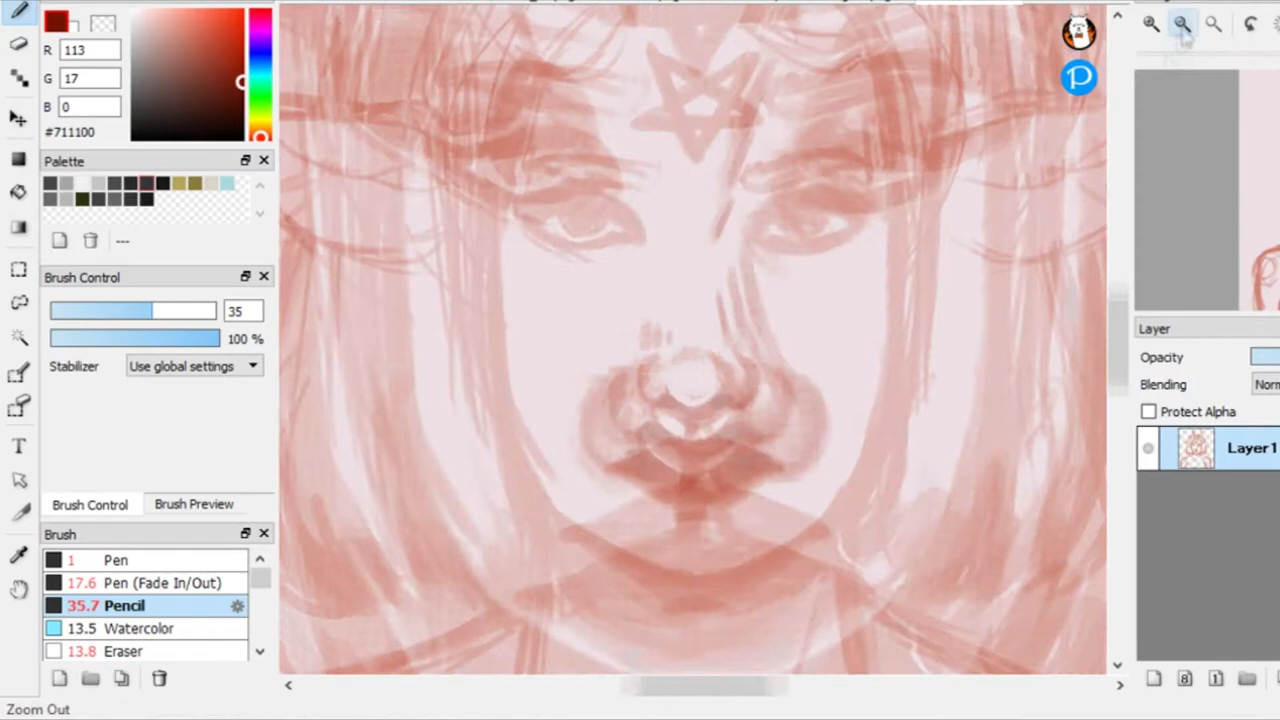 R 113
G 17
B 0
#711100
Palette
---
Brush Control
35
100 %
Stabilizer Use global settings
Brush Control Brush Preview
Brush
1 Pen
17.6 Pen (Fade In/Out)
35.7 Pencil
13.5 Watercolor
13.8 Eraser
Zoom Out
P
Layer
Opacity
Blending Norm
Protect Alpha
Layer1
8 1